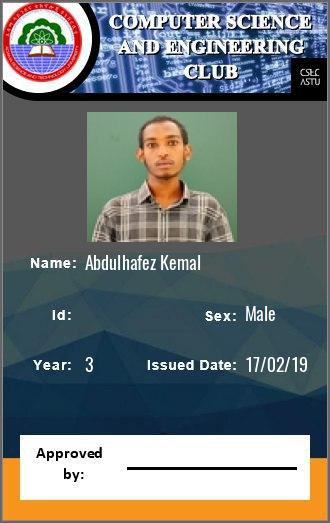 COMPUTER SCIENCE
AND ENGINEERING
CLUB
CSEC
ASTU
Name: Abdulhafez Kemal
Id:
Sex: Male
Year: 3
Issued Date: 17/02/19
Approved
by: